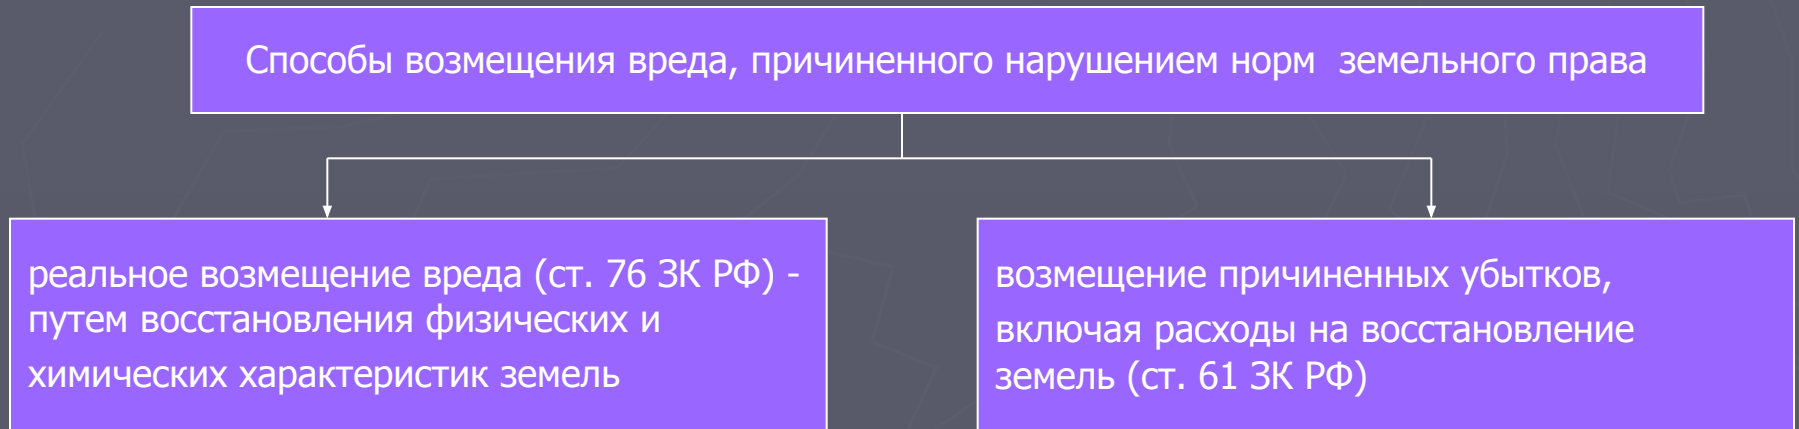 Способы возмещения вреда, причиненного нарушением норм земельного права
реальное возмещение вреда (ст. 76 ЗК РФ) -
путем восстановления физических и
химических характеристик земель
возмещение причиненных убытков,
включая расходы на восстановление
земель (ст. 61 ЗК РФ)